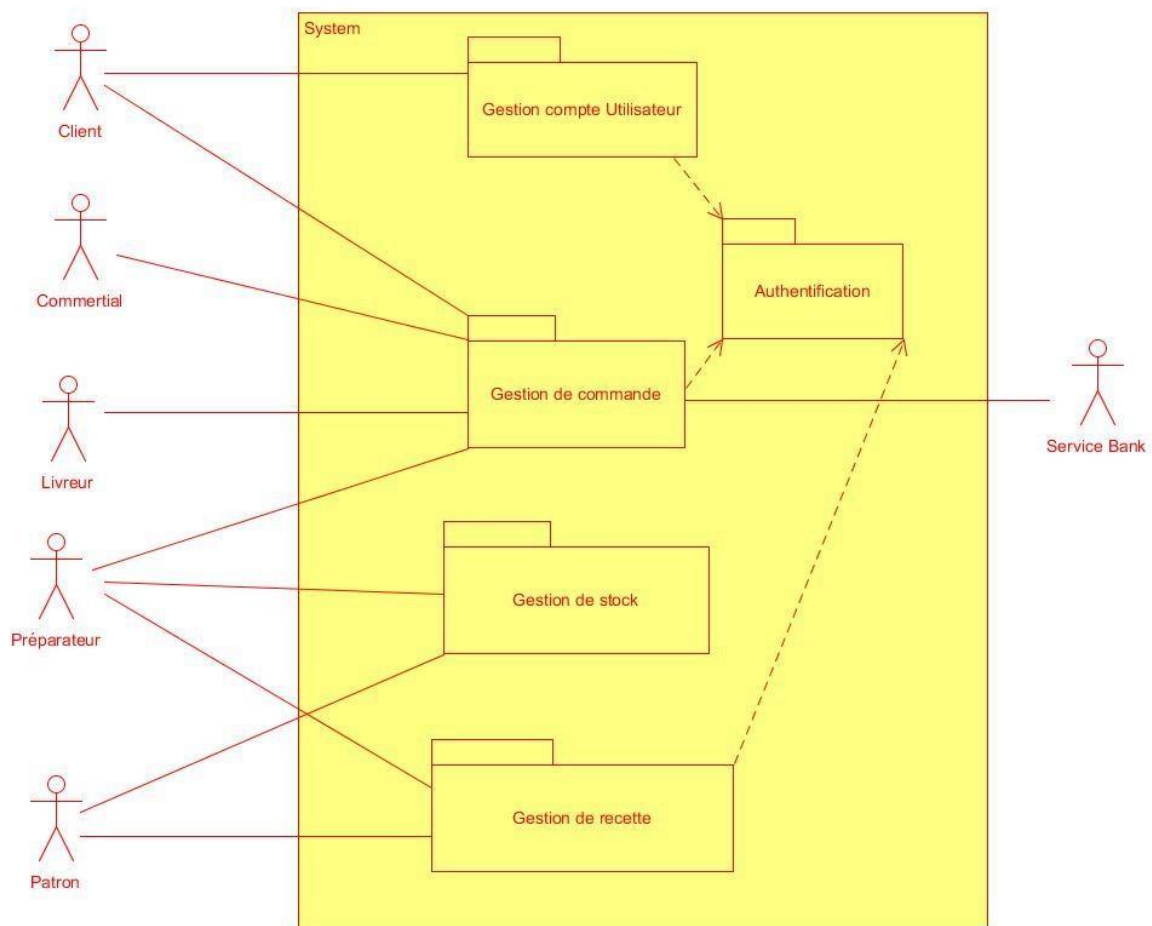 System
Client
Gestion compte Utilisateur
Commertial
Authentification
Gestion de commande
Livreur
Service Bank
Préparateur
Gestion de stock
Gestion de recette
Patron